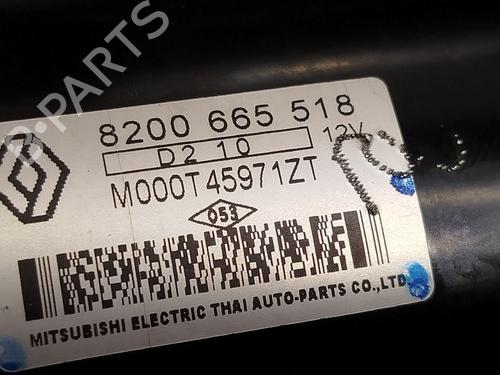 B-PARTS
8200 665 518
D2 10
12V
M000T45971ZT
053
MITSUBISHI ELECTRIC THAI AUTO-PARTS CO.,LTD.